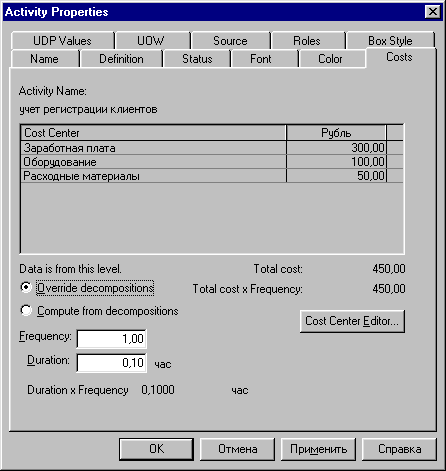 Activity Properties
UDP Values UOW Source Roles Box Style
Name Definition Status Font Color Costs
Activity Name:
учет регистрации клиентов
Cost Center Рубль
Заработная плата 300,00
Оборудование 100,00
Расходные материалы 50,00
Data is from this level. Total cost: 450,00
Override decompositions Total cost x Frequency: 450,00
Compute from decompositions
Cost Center Editor...
Frequency: 1,00
Duration: 0,10 час
Duration x Frequency 0,1000 час
OK Отмена Применить Справка